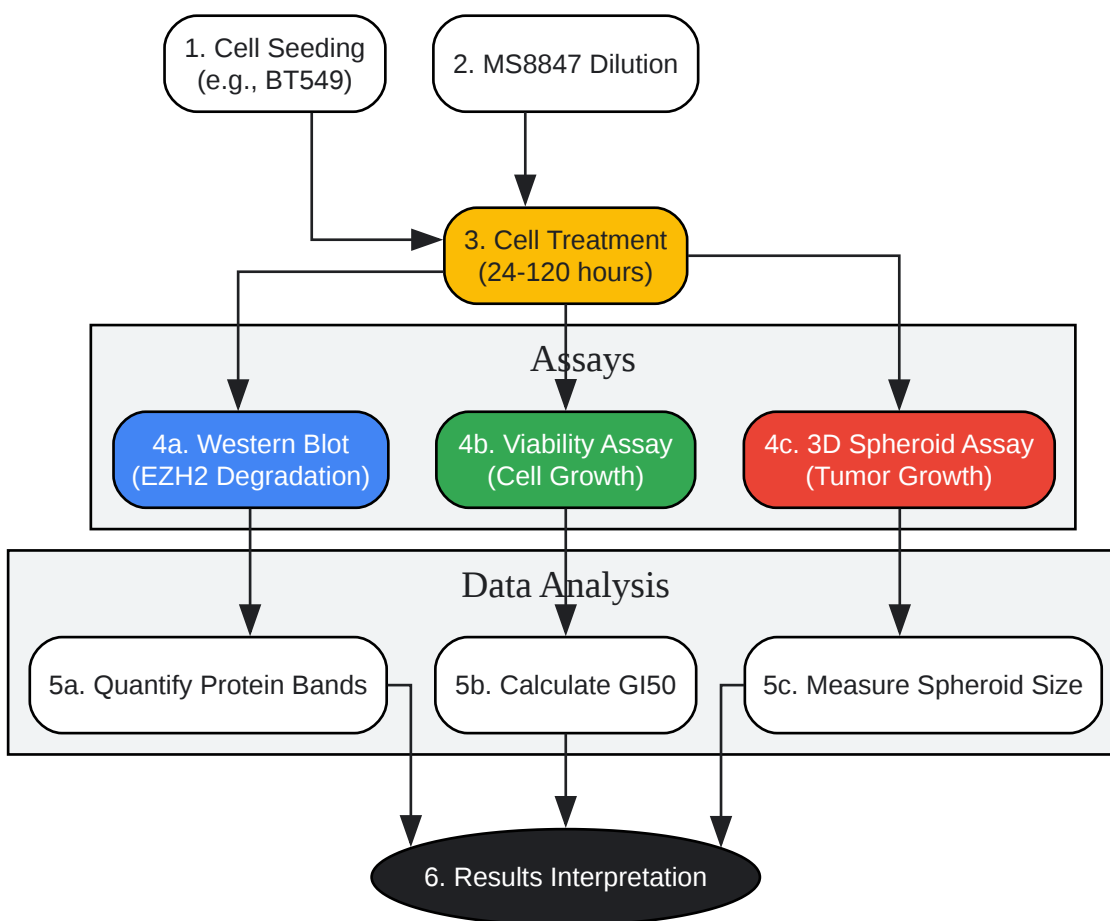 1. Cell Seeding
(e.g., BT549)
2. MS8847 Dilution
3. Cell Treatment
(24-120 hours)
Assays
4a. Western Blot
(EZH2 Degradation)
4b. Viability Assay
(Cell Growth)
4c. 3D Spheroid Assay
(Tumor Growth)
Data Analysis
5a. Quantify Protein Bands
5b. Calculate GI50
5c. Measure Spheroid Size
6. Results Interpretation